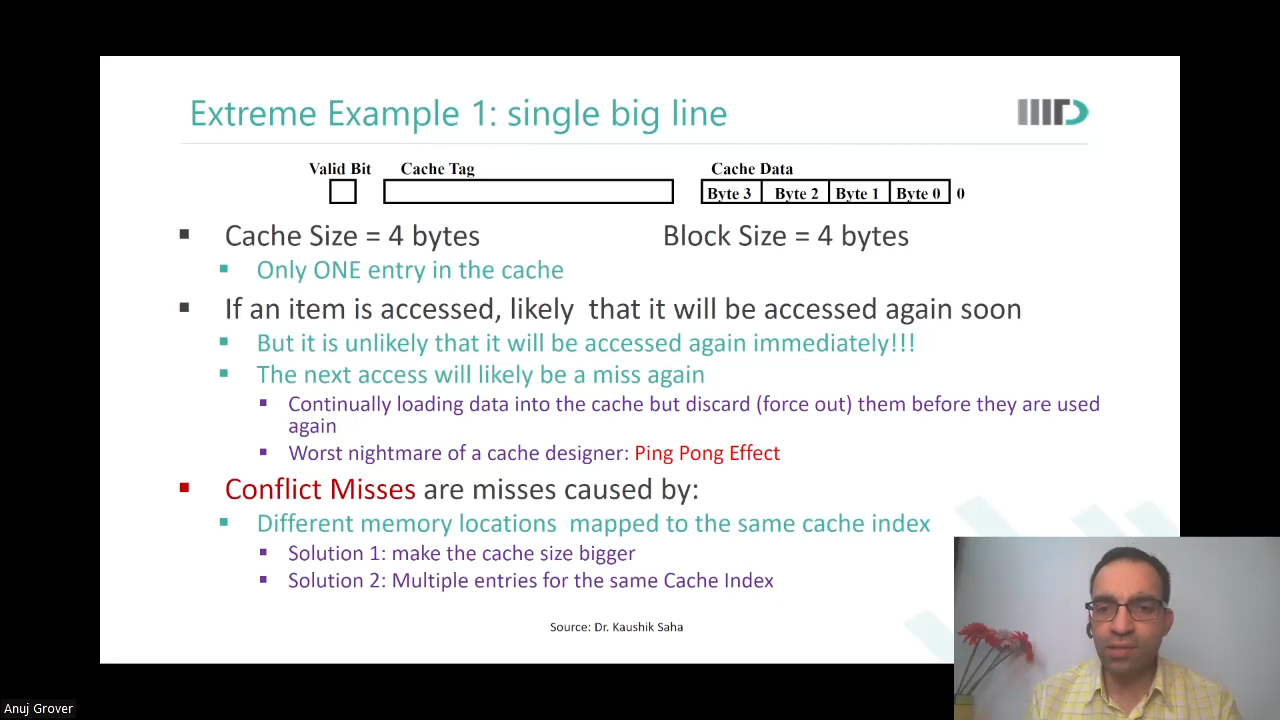 Extreme Example 1: single big line
IIITD
Valid Bit Cache Tag Cache Data
Byte 3 Byte 2 Byte 1 Byte 0 0
Cache Size = 4 bytes Block Size = 4 bytes
Only ONE entry in the cache
If an item is accessed, likely that it will be accessed again soon
But it is unlikely that it will be accessed again immediately!!!
The next access will likely be a miss again
Continually loading data into the cache but discard (force out) them before they are used
again
Worst nightmare of a cache designer: Ping Pong Effect
Conflict Misses are misses caused by:
Different memory locations mapped to the same cache index
Solution 1: make the cache size bigger
Solution 2: Multiple entries for the same Cache Index
Source: Dr. Kaushik Saha
Anuj Grover